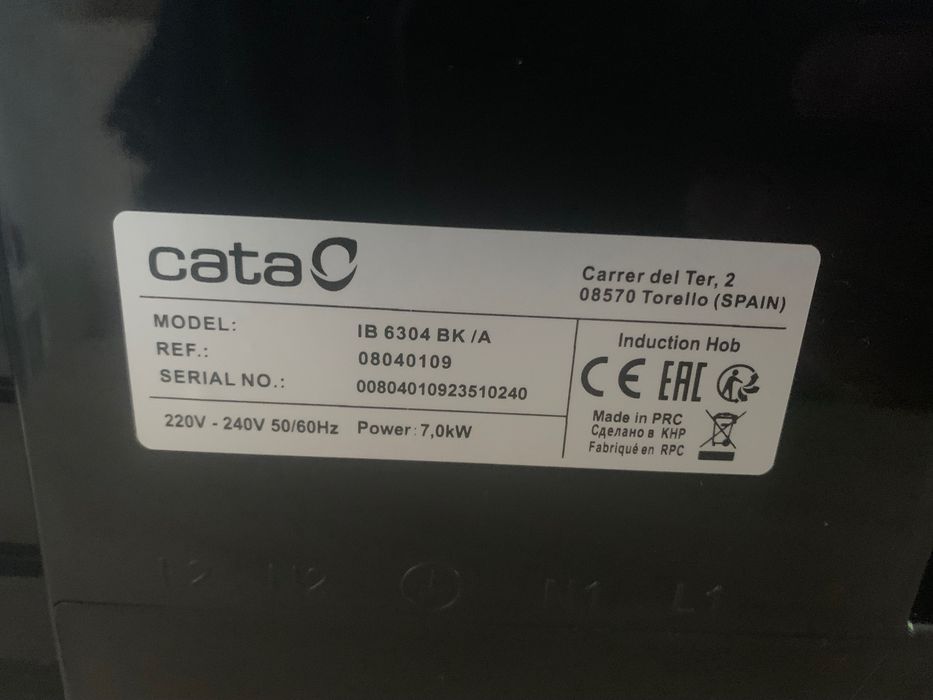 cata
Carrer del Ter, 2
08570 Torello (SPAIN)
MODEL: IB 6304 BK /A
REF.: 08040109
SERIAL NO.: 00804010923510240
220V - 240V 50/60Hz Power: 7,0kW
Induction Hob
CE EAC
Made in PRC
Сделано в КНР
Fabriqué en RPC
L2 N2 N1 L1